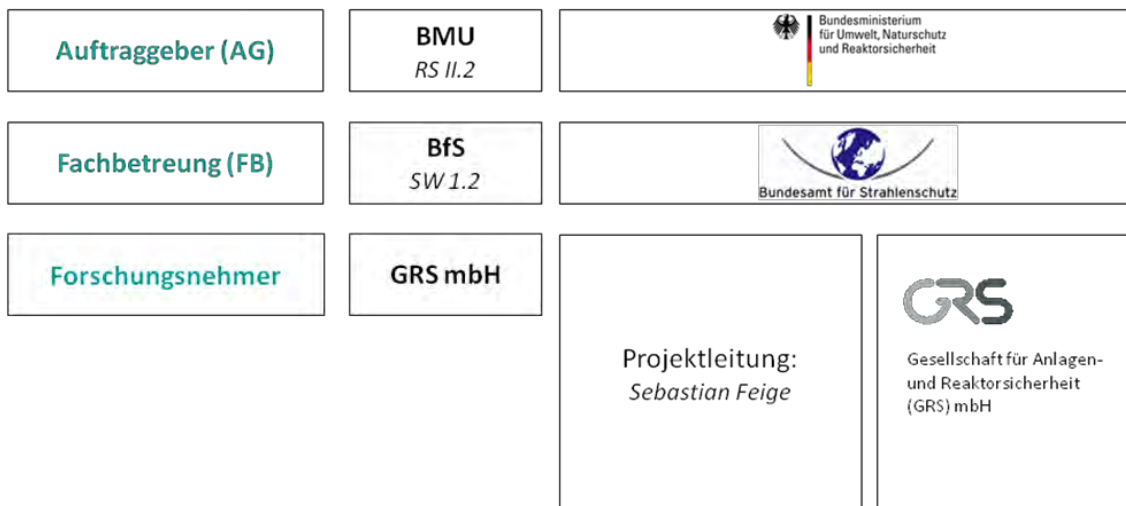 Auftraggeber (AG)
BMU
RS II.2
Bundesministerium
für Umwelt, Naturschutz
und Reaktorsicherheit
Fachbetreung (FB)
BfS
SW 1.2
Bundesamt für Strahlenschutz
Forschungsnehmer
GRS mbH
Projektleitung:
Sebastian Feige
GRS
Gesellschaft für Anlagen-
und Reaktorsicherheit
(GRS) mbH